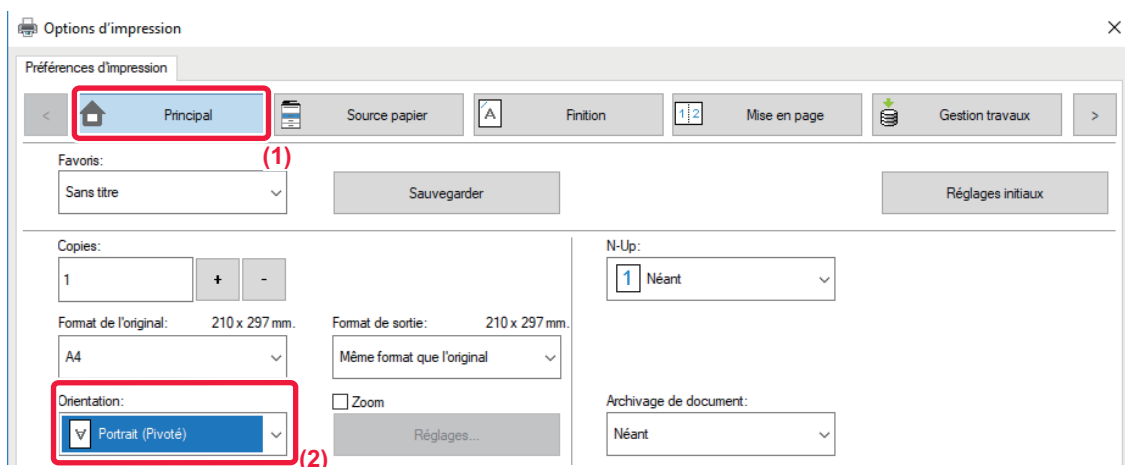 Options d'impression
Préférences d'impression
< Principal Source papier A Finition 1 2 Mise en page Gestion travaux >
(1)
Favoris:
Sans titre Sauvegarder Réglages initiaux
Copies: N-Up:
1 + - 1 Néant
Format de l'original: 210 x 297 mm. Format de sortie: 210 x 297 mm.
A4 Même format que l'original
Orientation: Zoom Archivage de document:
A Portrait (Pivoté) Réglages... Néant
(2)